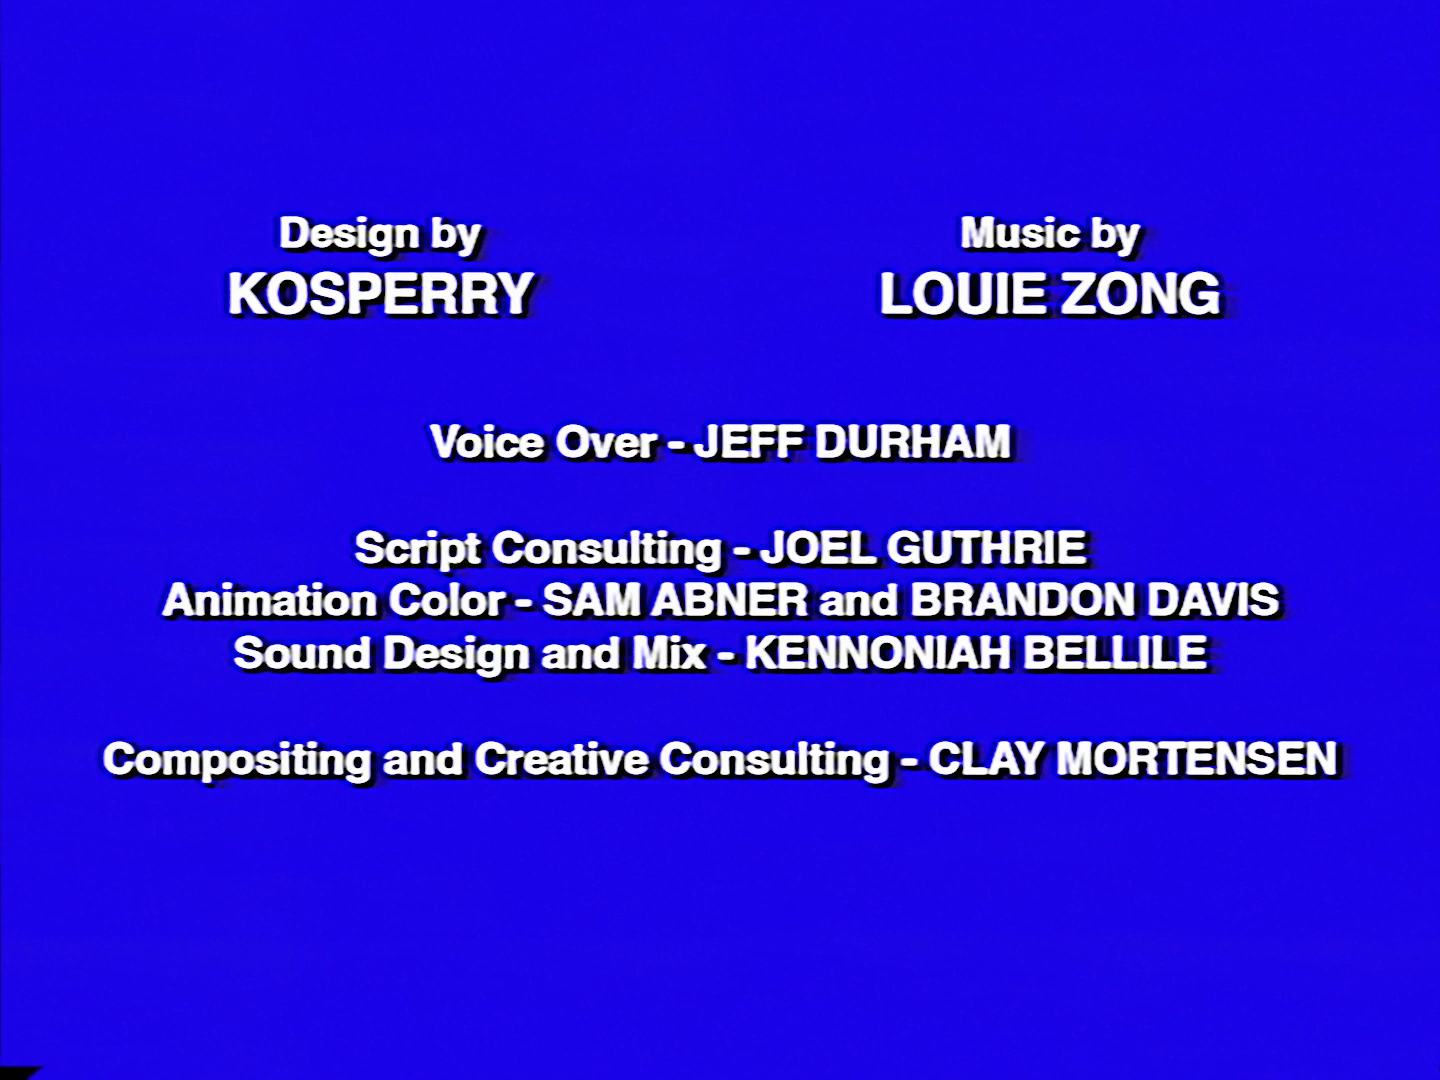 Design by
KOSPERRY
Music by
LOUIE ZONG
Voice Over - JEFF DURHAM
Script Consulting - JOEL GUTHRIE
Animation Color - SAM ABNER and BRANDON DAVIS
Sound Design and Mix - KENNONIAH BELLILE
Compositing and Creative Consulting - CLAY MORTENSEN